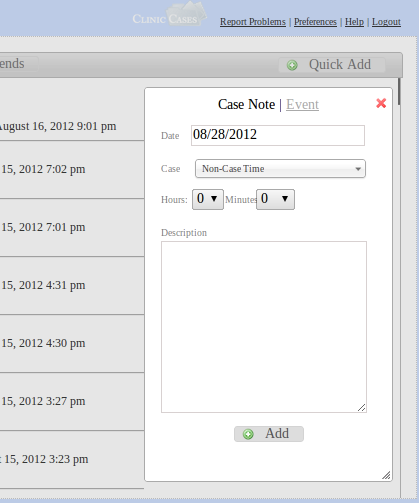 CLINIC CASES
Report Problems | Preferences | Help | Logout
ends
Quick Add
August 16, 2012 9:01 pm
15, 2012 7:02 pm
15, 2012 7:01 pm
15, 2012 4:31 pm
15, 2012 4:30 pm
15, 2012 3:27 pm
t 15, 2012 3:23 pm
Case Note | Event
Date 08/28/2012
Case Non-Case Time
Hours: 0 Minutes 0
Description
Add